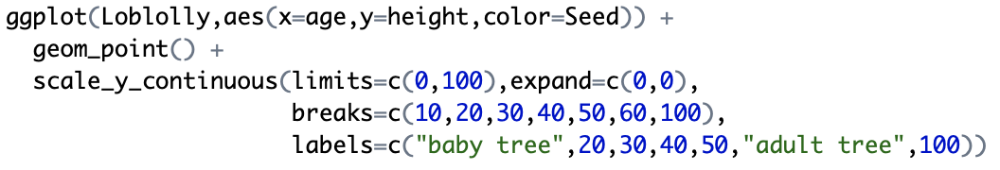 ggplot(Loblolly,aes(x=age,y=height,color=Seed)) +
  geom_point() +
  scale_y_continuous(limits=c(0,100),expand=c(0,0),
                     breaks=c(10,20,30,40,50,60,100),
                     labels=c("baby tree",20,30,40,50,"adult tree",100))